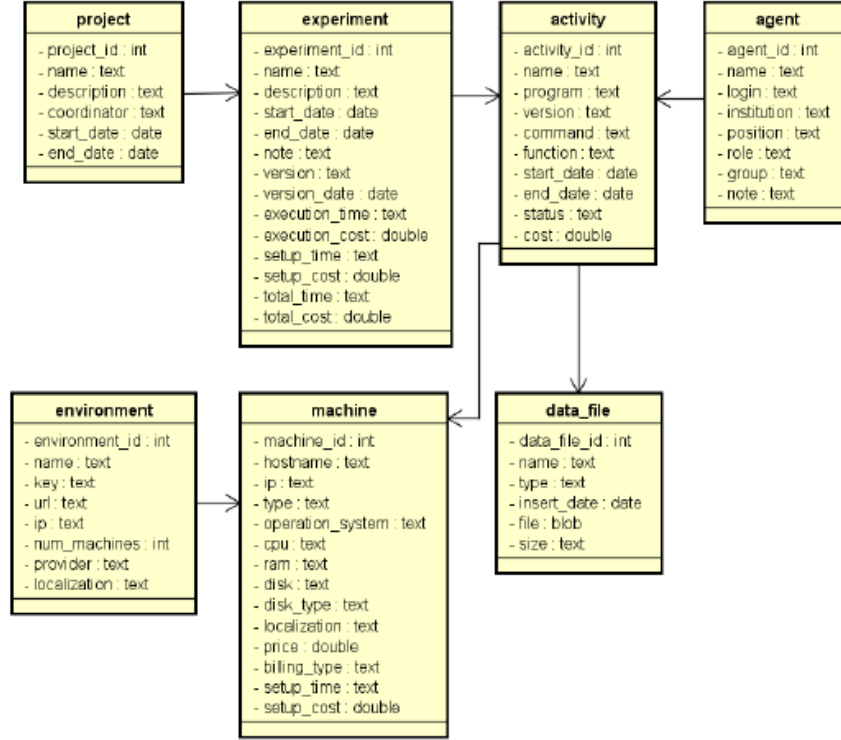 project
- project_id : int
- name : text
- description : text
- coordinator : text
- start_date : date
- end_date : date
experiment
- experiment_id : int
- name : text
- description : text
- start_date : date
- end_date : date
- note : text
- version : text
- version_date : date
- execution_time : text
- execution_cost : double
- setup_time : text
- setup_cost : double
- total_time : text
- total_cost : double
activity
- activity_id : int
- name : text
- program : text
- version : text
- command : text
- function : text
- start_date : date
- end_date : date
- status : text
- cost : double
agent
- agent_id : int
- name : text
- login : text
- institution : text
- position : text
- role : text
- group : text
- note : text
environment
- environment_id : int
- name : text
- key : text
- url : text
- ip : text
- num_machines : int
- provider : text
- localization : text
machine
- machine_id : int
- hostname : text
- ip : text
- type : text
- operation_system : text
- cpu : text
- ram : text
- disk : text
- disk_type : text
- localization : text
- price : double
- billing_type : text
- setup_time : text
- setup_cost : double
data_file
- data_file_id : int
- name : text
- type : text
- insert_date : date
- file : blob
- size : text